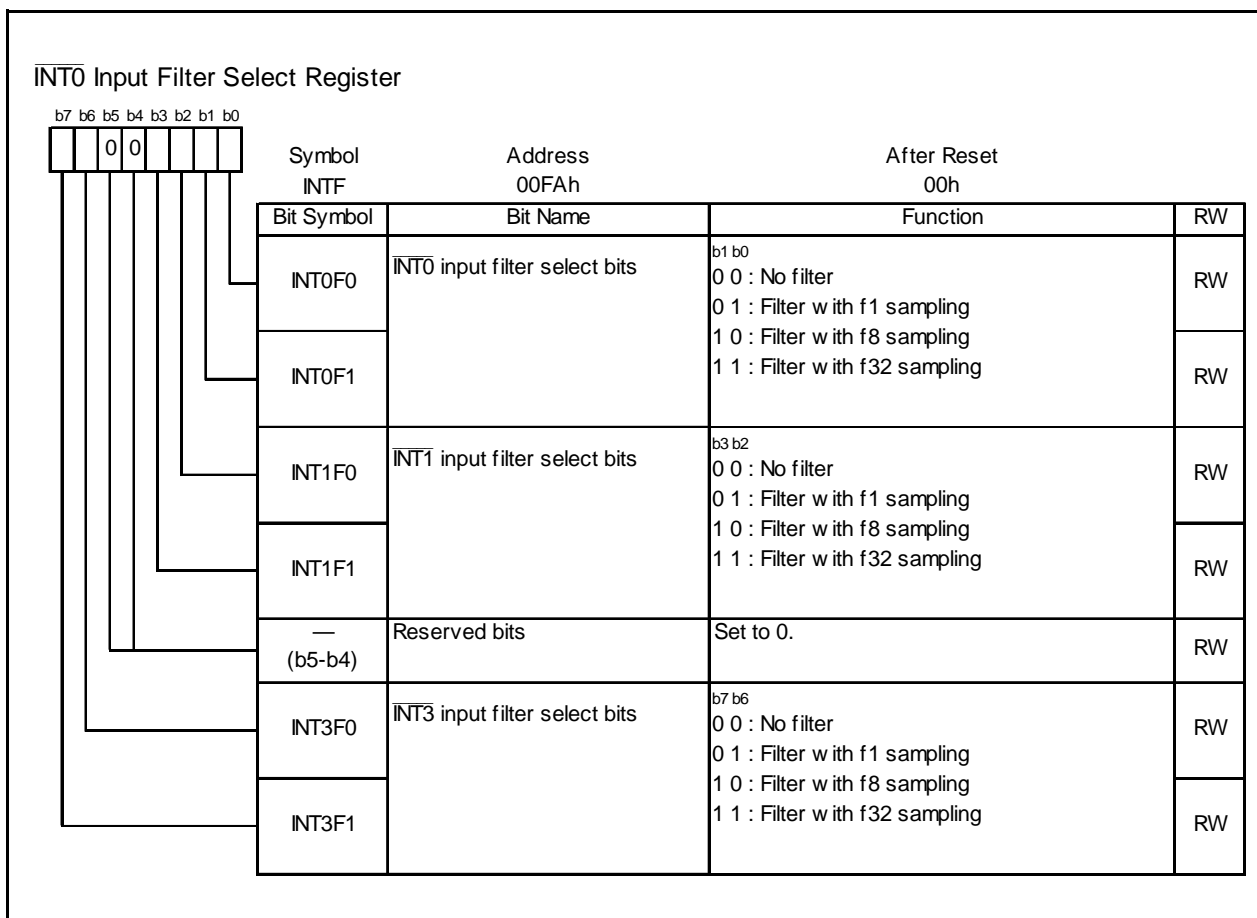 INT0 Input Filter Select Register
b7 b6 b5 b4 b3 b2 b1 b0
0 0
Symbol Address After Reset
INTF 00FAh 00h
Bit Symbol Bit Name Function RW
INT0F0 INT0 input filter select bits b1 b0 RW
0 0 : No filter
0 1 : Filter with f1 sampling
1 0 : Filter with f8 sampling
INT0F1 1 1 : Filter with f32 sampling RW
INT1F0 INT1 input filter select bits b3 b2 RW
0 0 : No filter
0 1 : Filter with f1 sampling
1 0 : Filter with f8 sampling
INT1F1 1 1 : Filter with f32 sampling RW
— Reserved bits Set to 0. RW
(b5-b4)
INT3F0 INT3 input filter select bits b7 b6 RW
0 0 : No filter
0 1 : Filter with f1 sampling
1 0 : Filter with f8 sampling
INT3F1 1 1 : Filter with f32 sampling RW